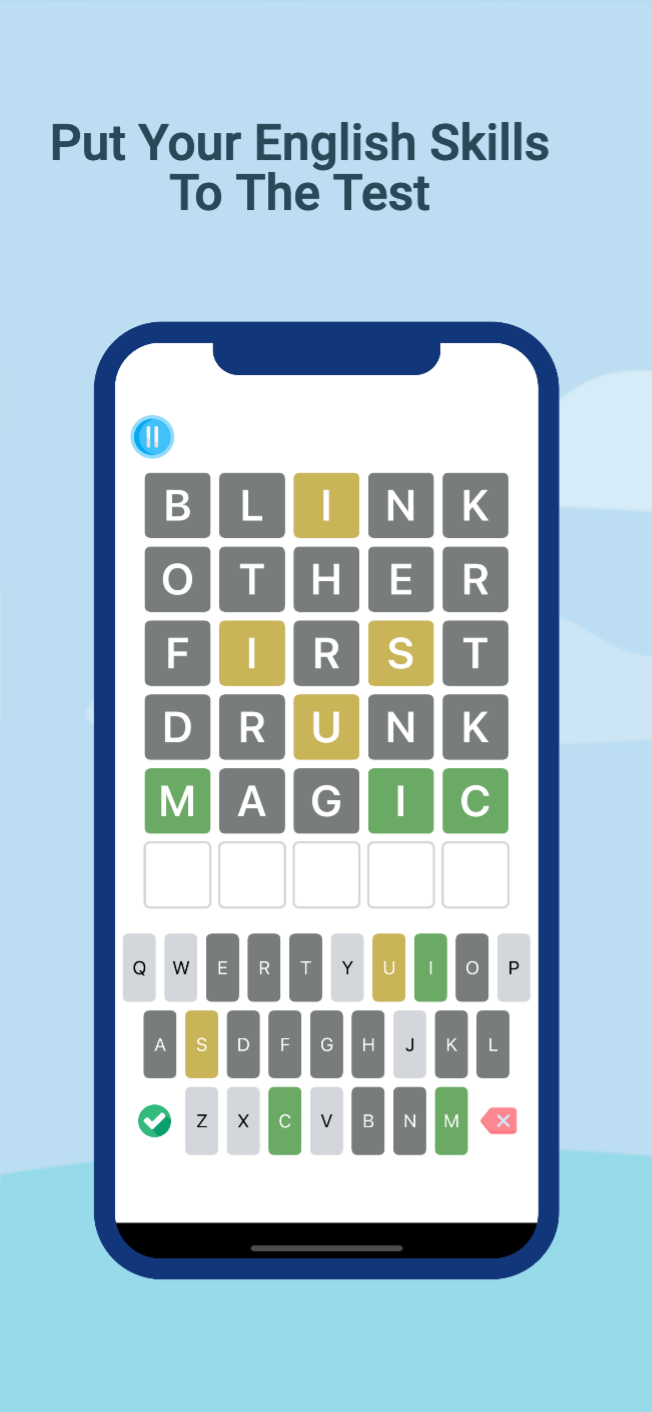 Put Your English Skills
To The Test
B L I N K
O T H E R
F I R S T
D R U N K
M A G I C
Q W E R T Y U I O P
A S D F G H J K L
Z X C V B N M